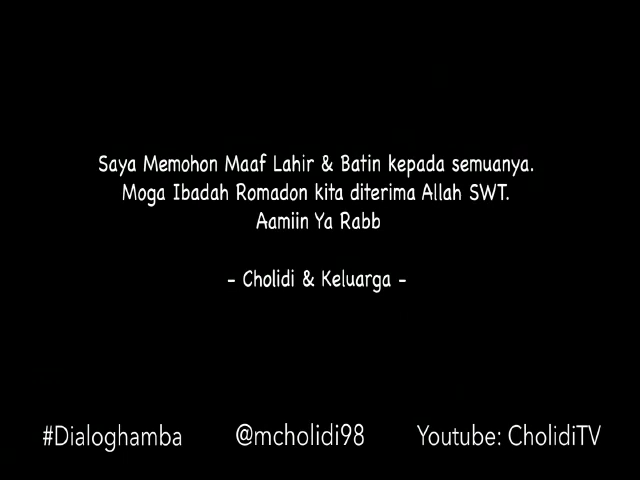 Saya Memohon Maaf Lahir & Batin kepada semuanya.
Moga Ibadah Romadon kita diterima Allah SWT.
Aamiin Ya Rabb
- Cholidi & Keluarga -
#Dialoghamba @mcholidi98 Youtube: CholidiTV